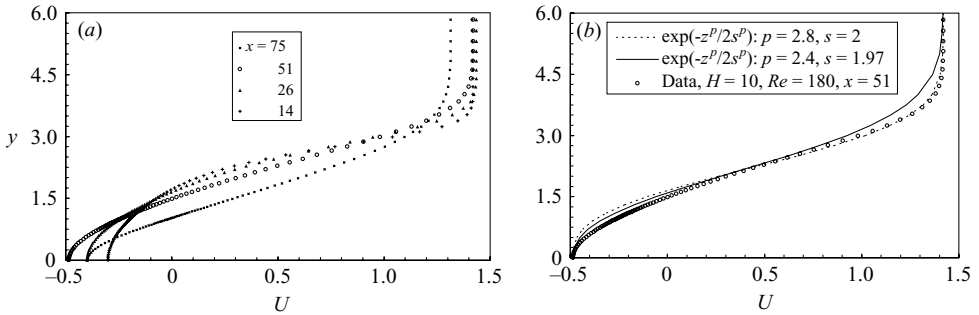 (a)
6.0
4.5
3.0
1.5
0
y
x = 75
51
26
14
–0.5
0
0.5
1.0
1.5
U
(b)
6.0
4.5
3.0
1.5
0
exp(-z^p/2s^p): p = 2.8, s = 2
exp(-z^p/2s^p): p = 2.4, s = 1.97
Data, H = 10, Re = 180, x = 51
–0.5
0
0.5
1.0
1.5
U